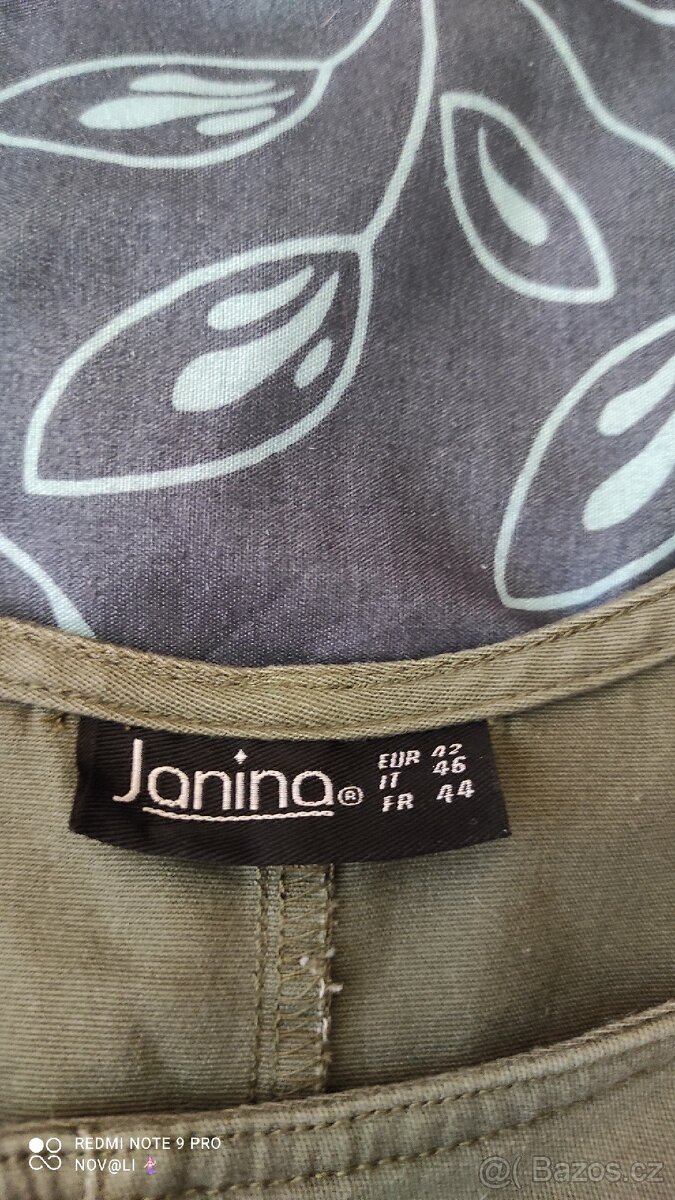 Janina® EUR 42
IT 46
FR 44
REDMI NOTE 9 PRO
NOV@LI
@( Bazos.cz